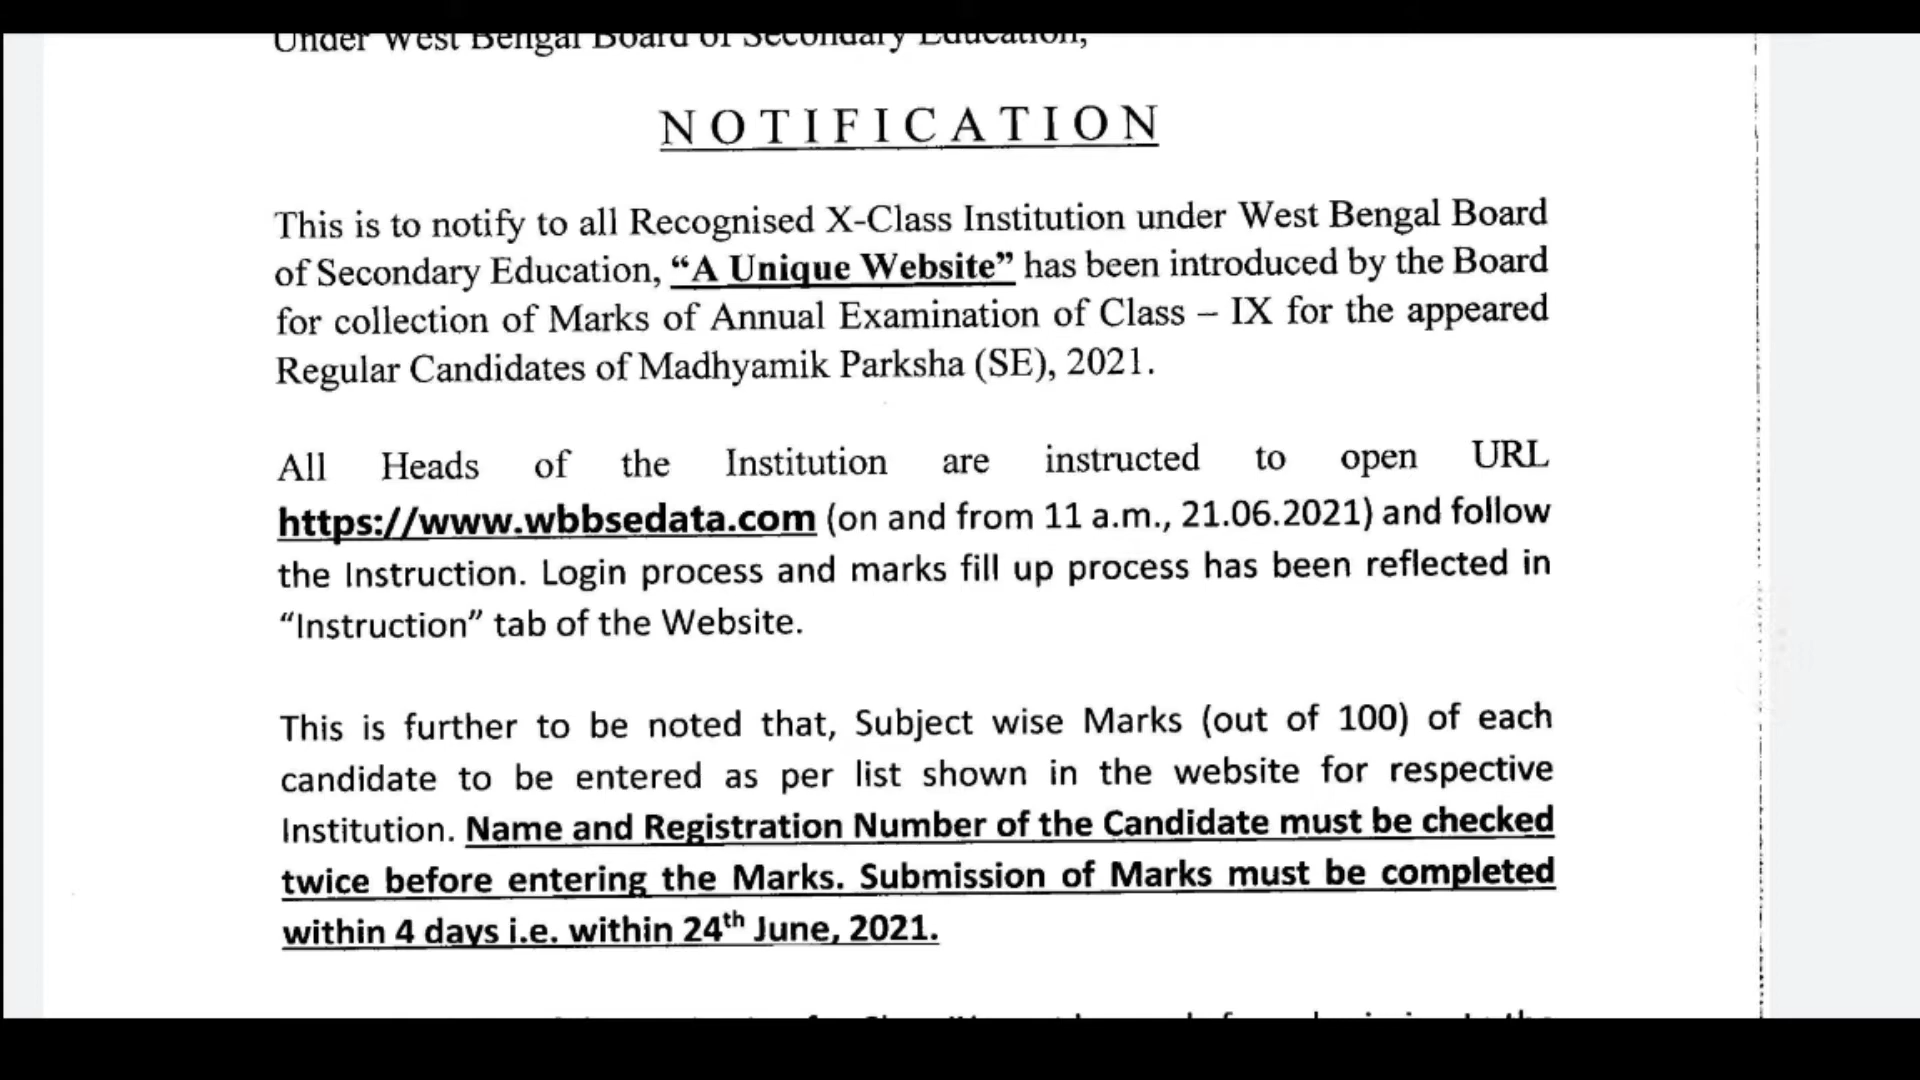 Under West Bengal Board of Secondary Education,
NOTIFICATION
This is to notify to all Recognised X-Class Institution under West Bengal Board
of Secondary Education, “A Unique Website” has been introduced by the Board
for collection of Marks of Annual Examination of Class – IX for the appeared
Regular Candidates of Madhyamik Parksha (SE), 2021.
All Heads of the Institution are instructed to open URL
https://www.wbbsedata.com (on and from 11 a.m., 21.06.2021) and follow
the Instruction. Login process and marks fill up process has been reflected in
“Instruction” tab of the Website.
This is further to be noted that, Subject wise Marks (out of 100) of each
candidate to be entered as per list shown in the website for respective
Institution. Name and Registration Number of the Candidate must be checked
twice before entering the Marks. Submission of Marks must be completed
within 4 days i.e. within 24th June, 2021.